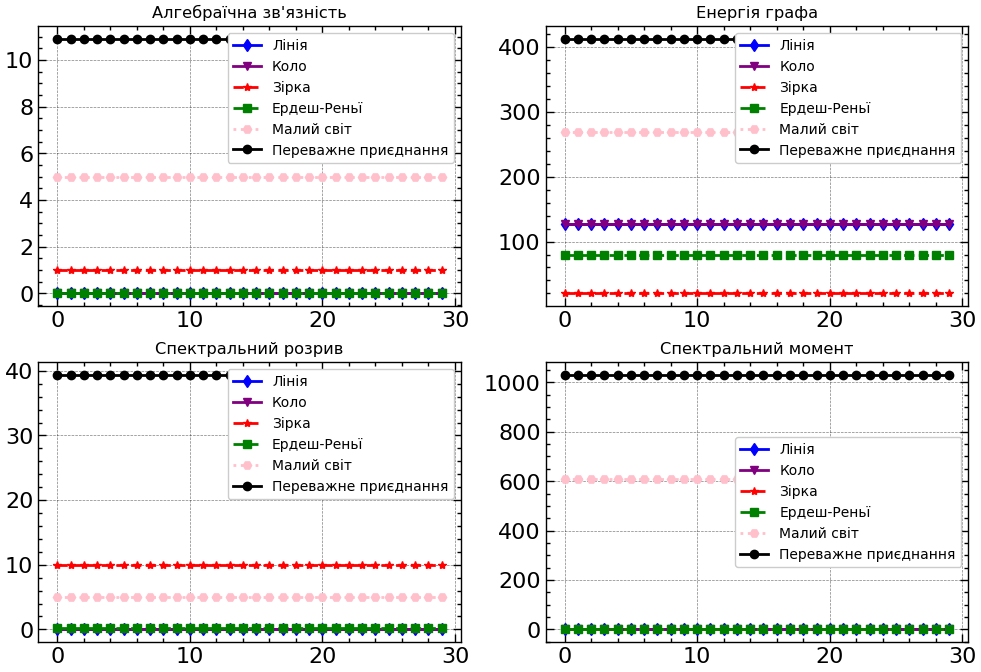 Алгебраїчна зв'язність
10
8
6
4
2
0
0
10
20
30
Лінія
Коло
Зірка
Ердеш-Реньї
Малий світ
Переважне приєднання
Енергія графа
400
300
200
100
0
10
20
30
Лінія
Коло
Зірка
Ердеш-Реньї
Малий світ
Переважне приєднання
Спектральний розрив
40
30
20
10
0
0
10
20
30
Лінія
Коло
Зірка
Ердеш-Реньї
Малий світ
Переважне приєднання
Спектральний момент
1000
800
600
400
200
0
0
10
20
30
Лінія
Коло
Зірка
Ердеш-Реньї
Малий світ
Переважне приєднання